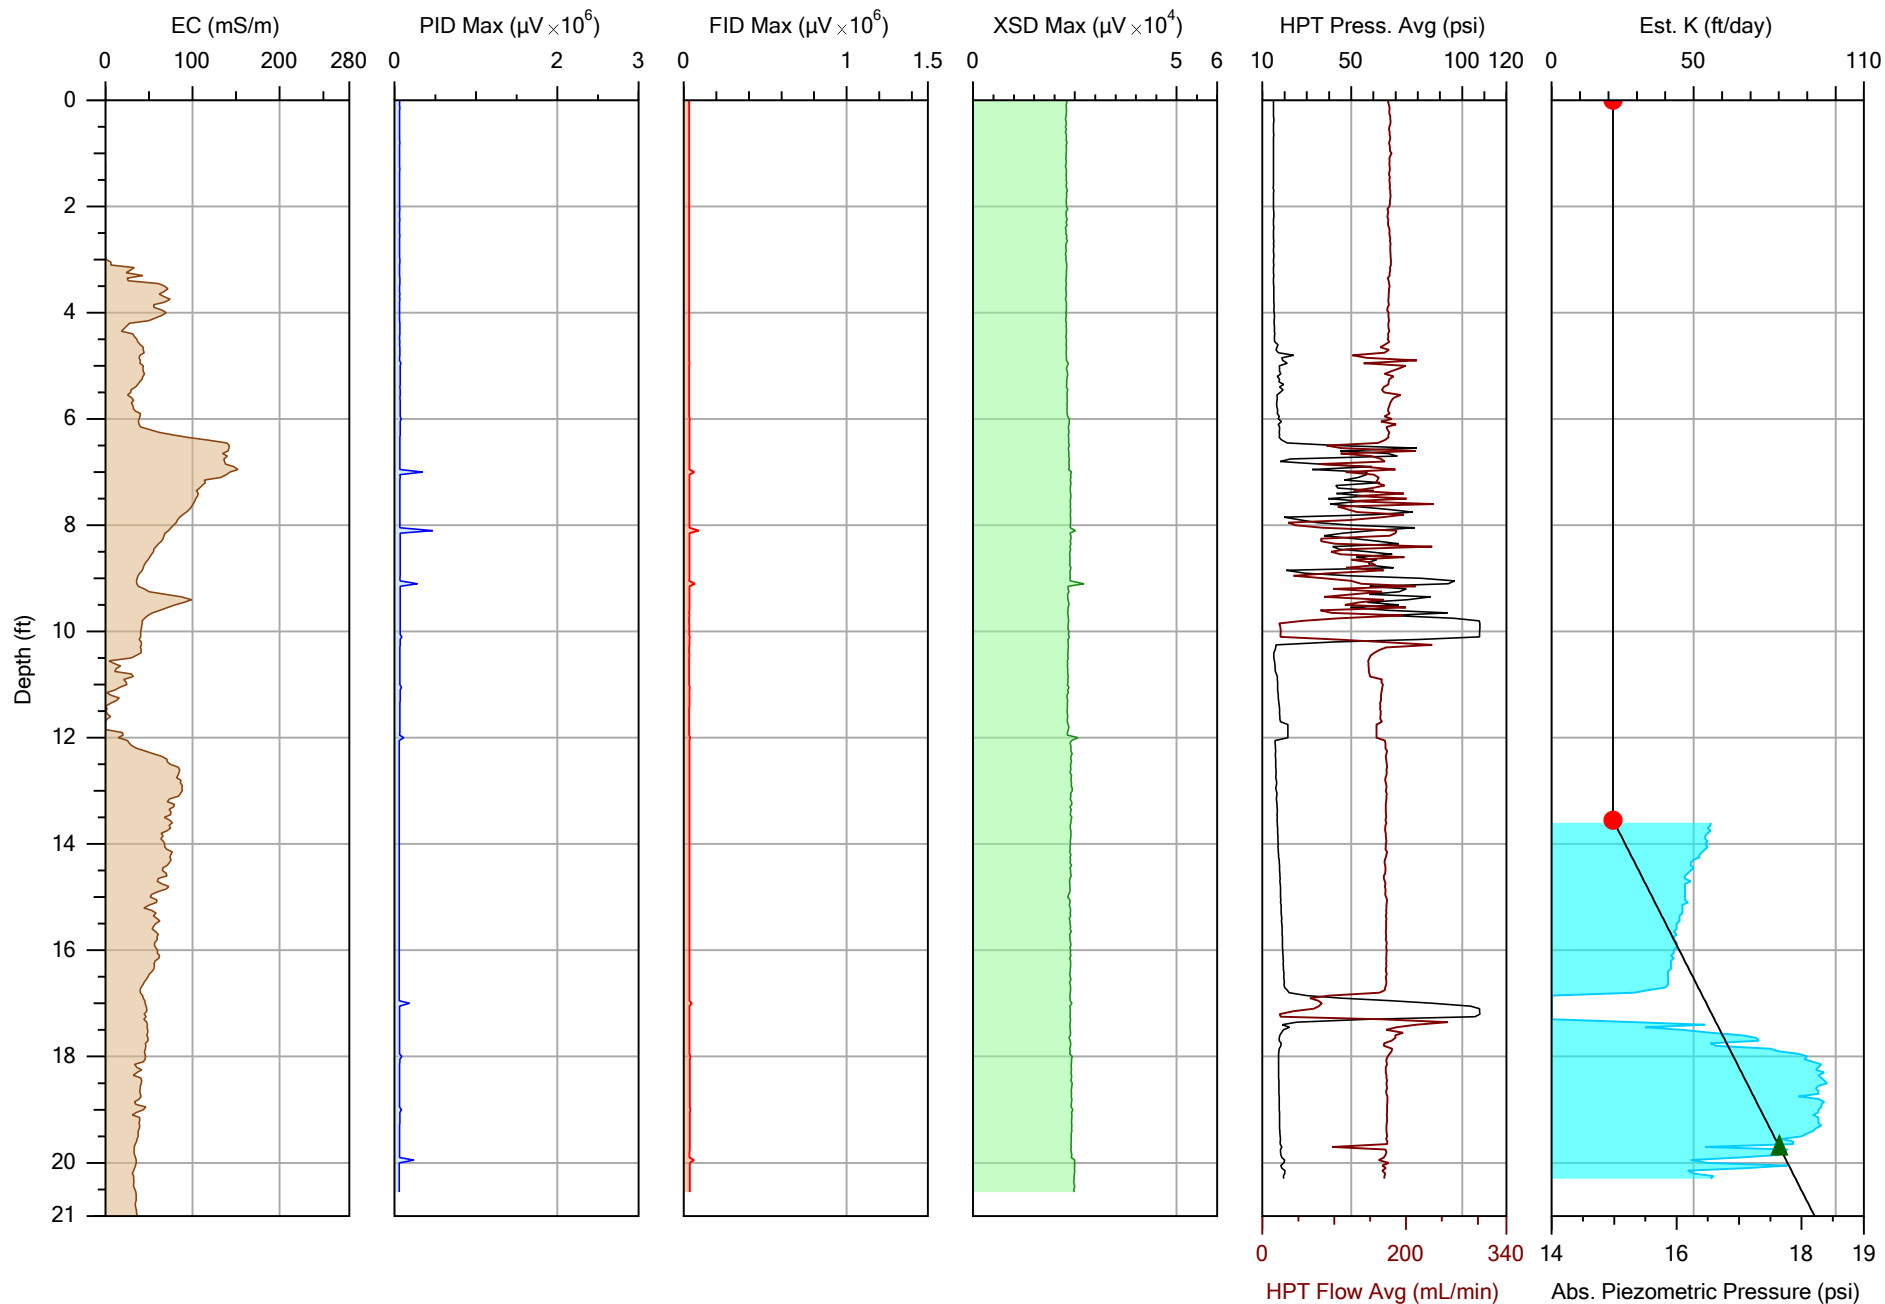 EC (mS/m) PID Max (µV ×10⁶) FID Max (µV ×10⁶) XSD Max (µV ×10⁴) HPT Press. Avg (psi) Est. K (ft/day)
0 100 200 280 0 2 3 0 1 1.5 0 5 6 10 50 100 120 0 50 110
0
2
4
6
8
10
12
14
16
18
20
21
Depth (ft)
0 200 340 14 16 18 19
HPT Flow Avg (mL/min) Abs. Piezometric Pressure (psi)